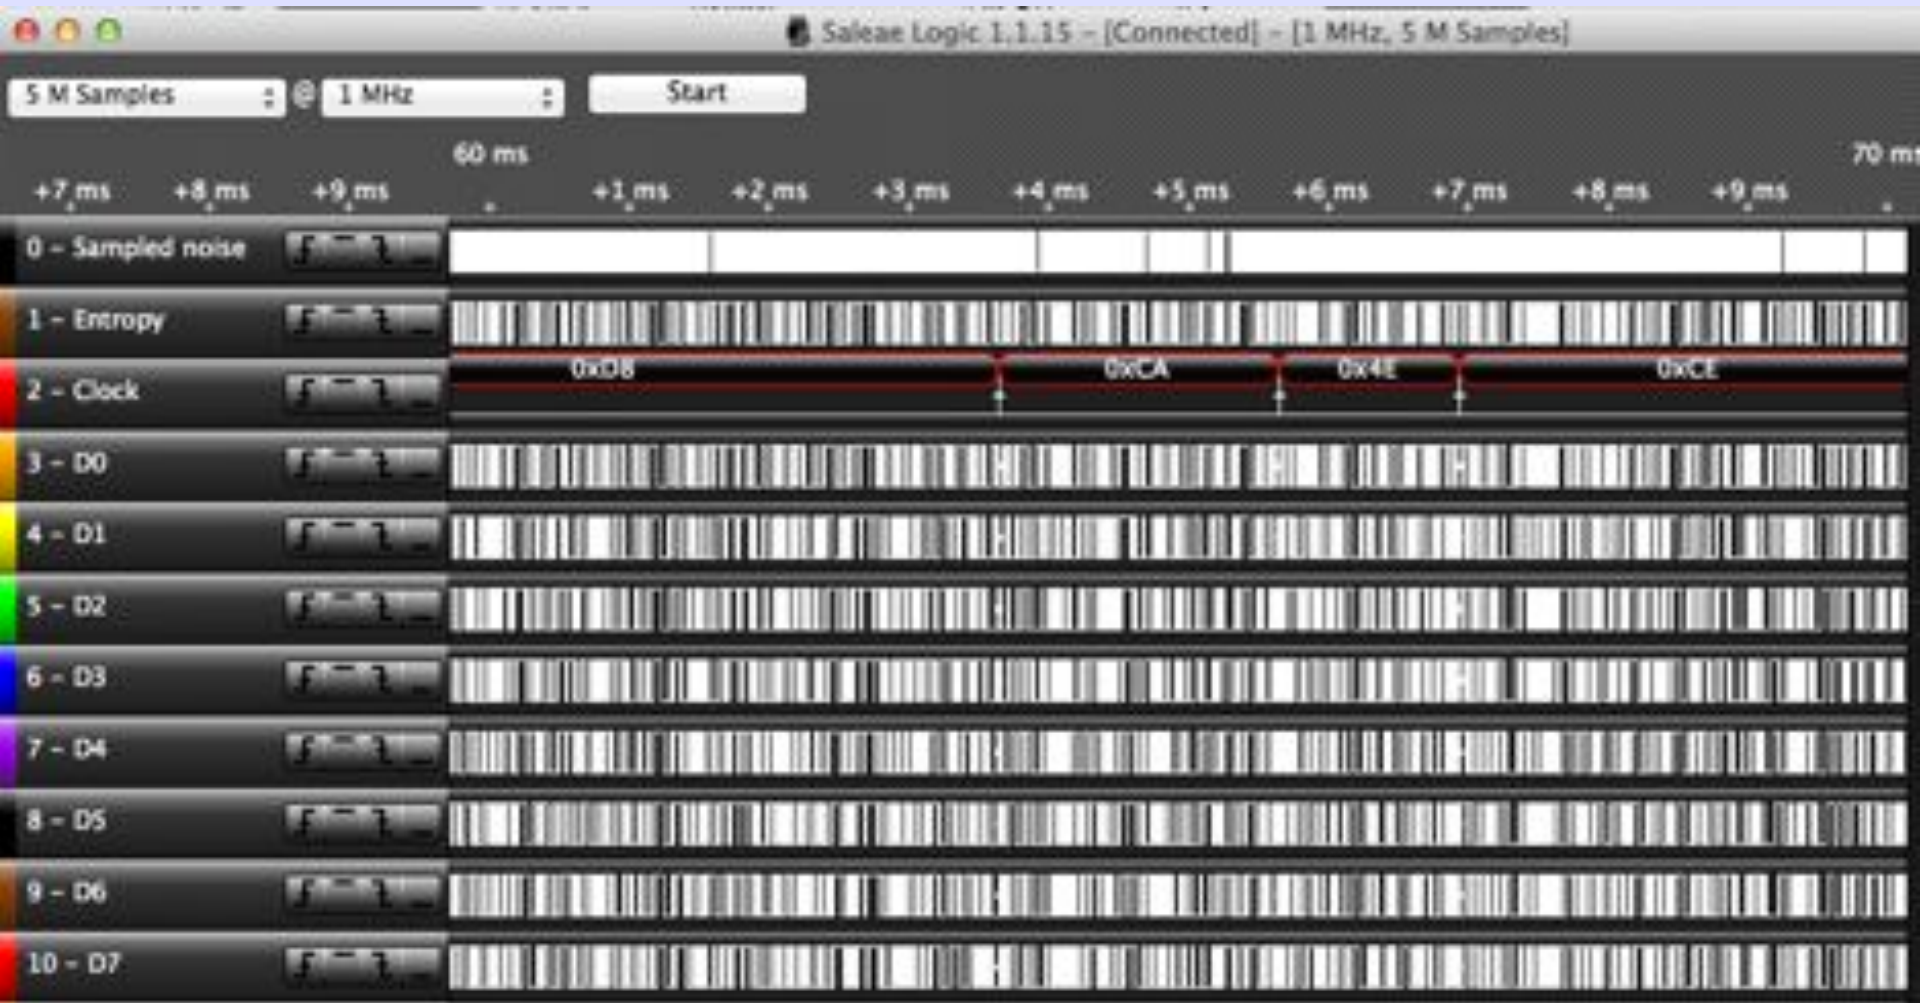 Saleae Logic 1.1.15 – [Connected] – [1 MHz, 5 M Samples]
5 M Samples @ 1 MHz Start
60 ms 70 ms
+7 ms +8 ms +9 ms +1 ms +2 ms +3 ms +4 ms +5 ms +6 ms +7 ms +8 ms +9 ms
0 – Sampled noise
1 – Entropy
0xD8 0xCA 0x4E 0xCE
2 – Clock
3 – D0
4 – D1
5 – D2
6 – D3
7 – D4
8 – D5
9 – D6
10 – D7